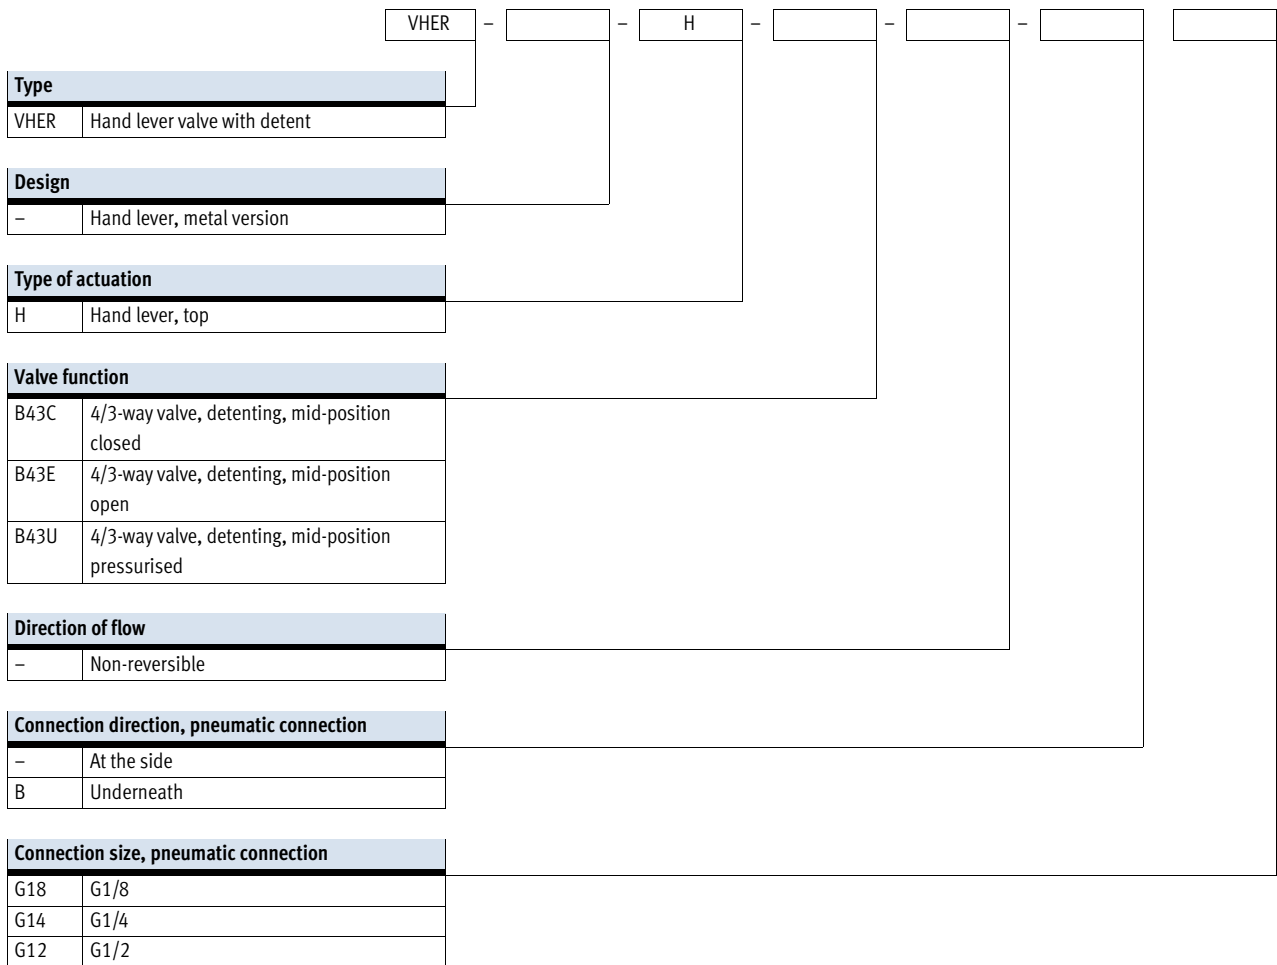 VHER – – H – – –
Type
VHER Hand lever valve with detent
Design
– Hand lever, metal version
Type of actuation
H Hand lever, top
Valve function
B43C 4/3-way valve, detenting, mid-position
closed
B43E 4/3-way valve, detenting, mid-position
open
B43U 4/3-way valve, detenting, mid-position
pressurised
Direction of flow
– Non-reversible
Connection direction, pneumatic connection
– At the side
B Underneath
Connection size, pneumatic connection
G18 G1/8
G14 G1/4
G12 G1/2